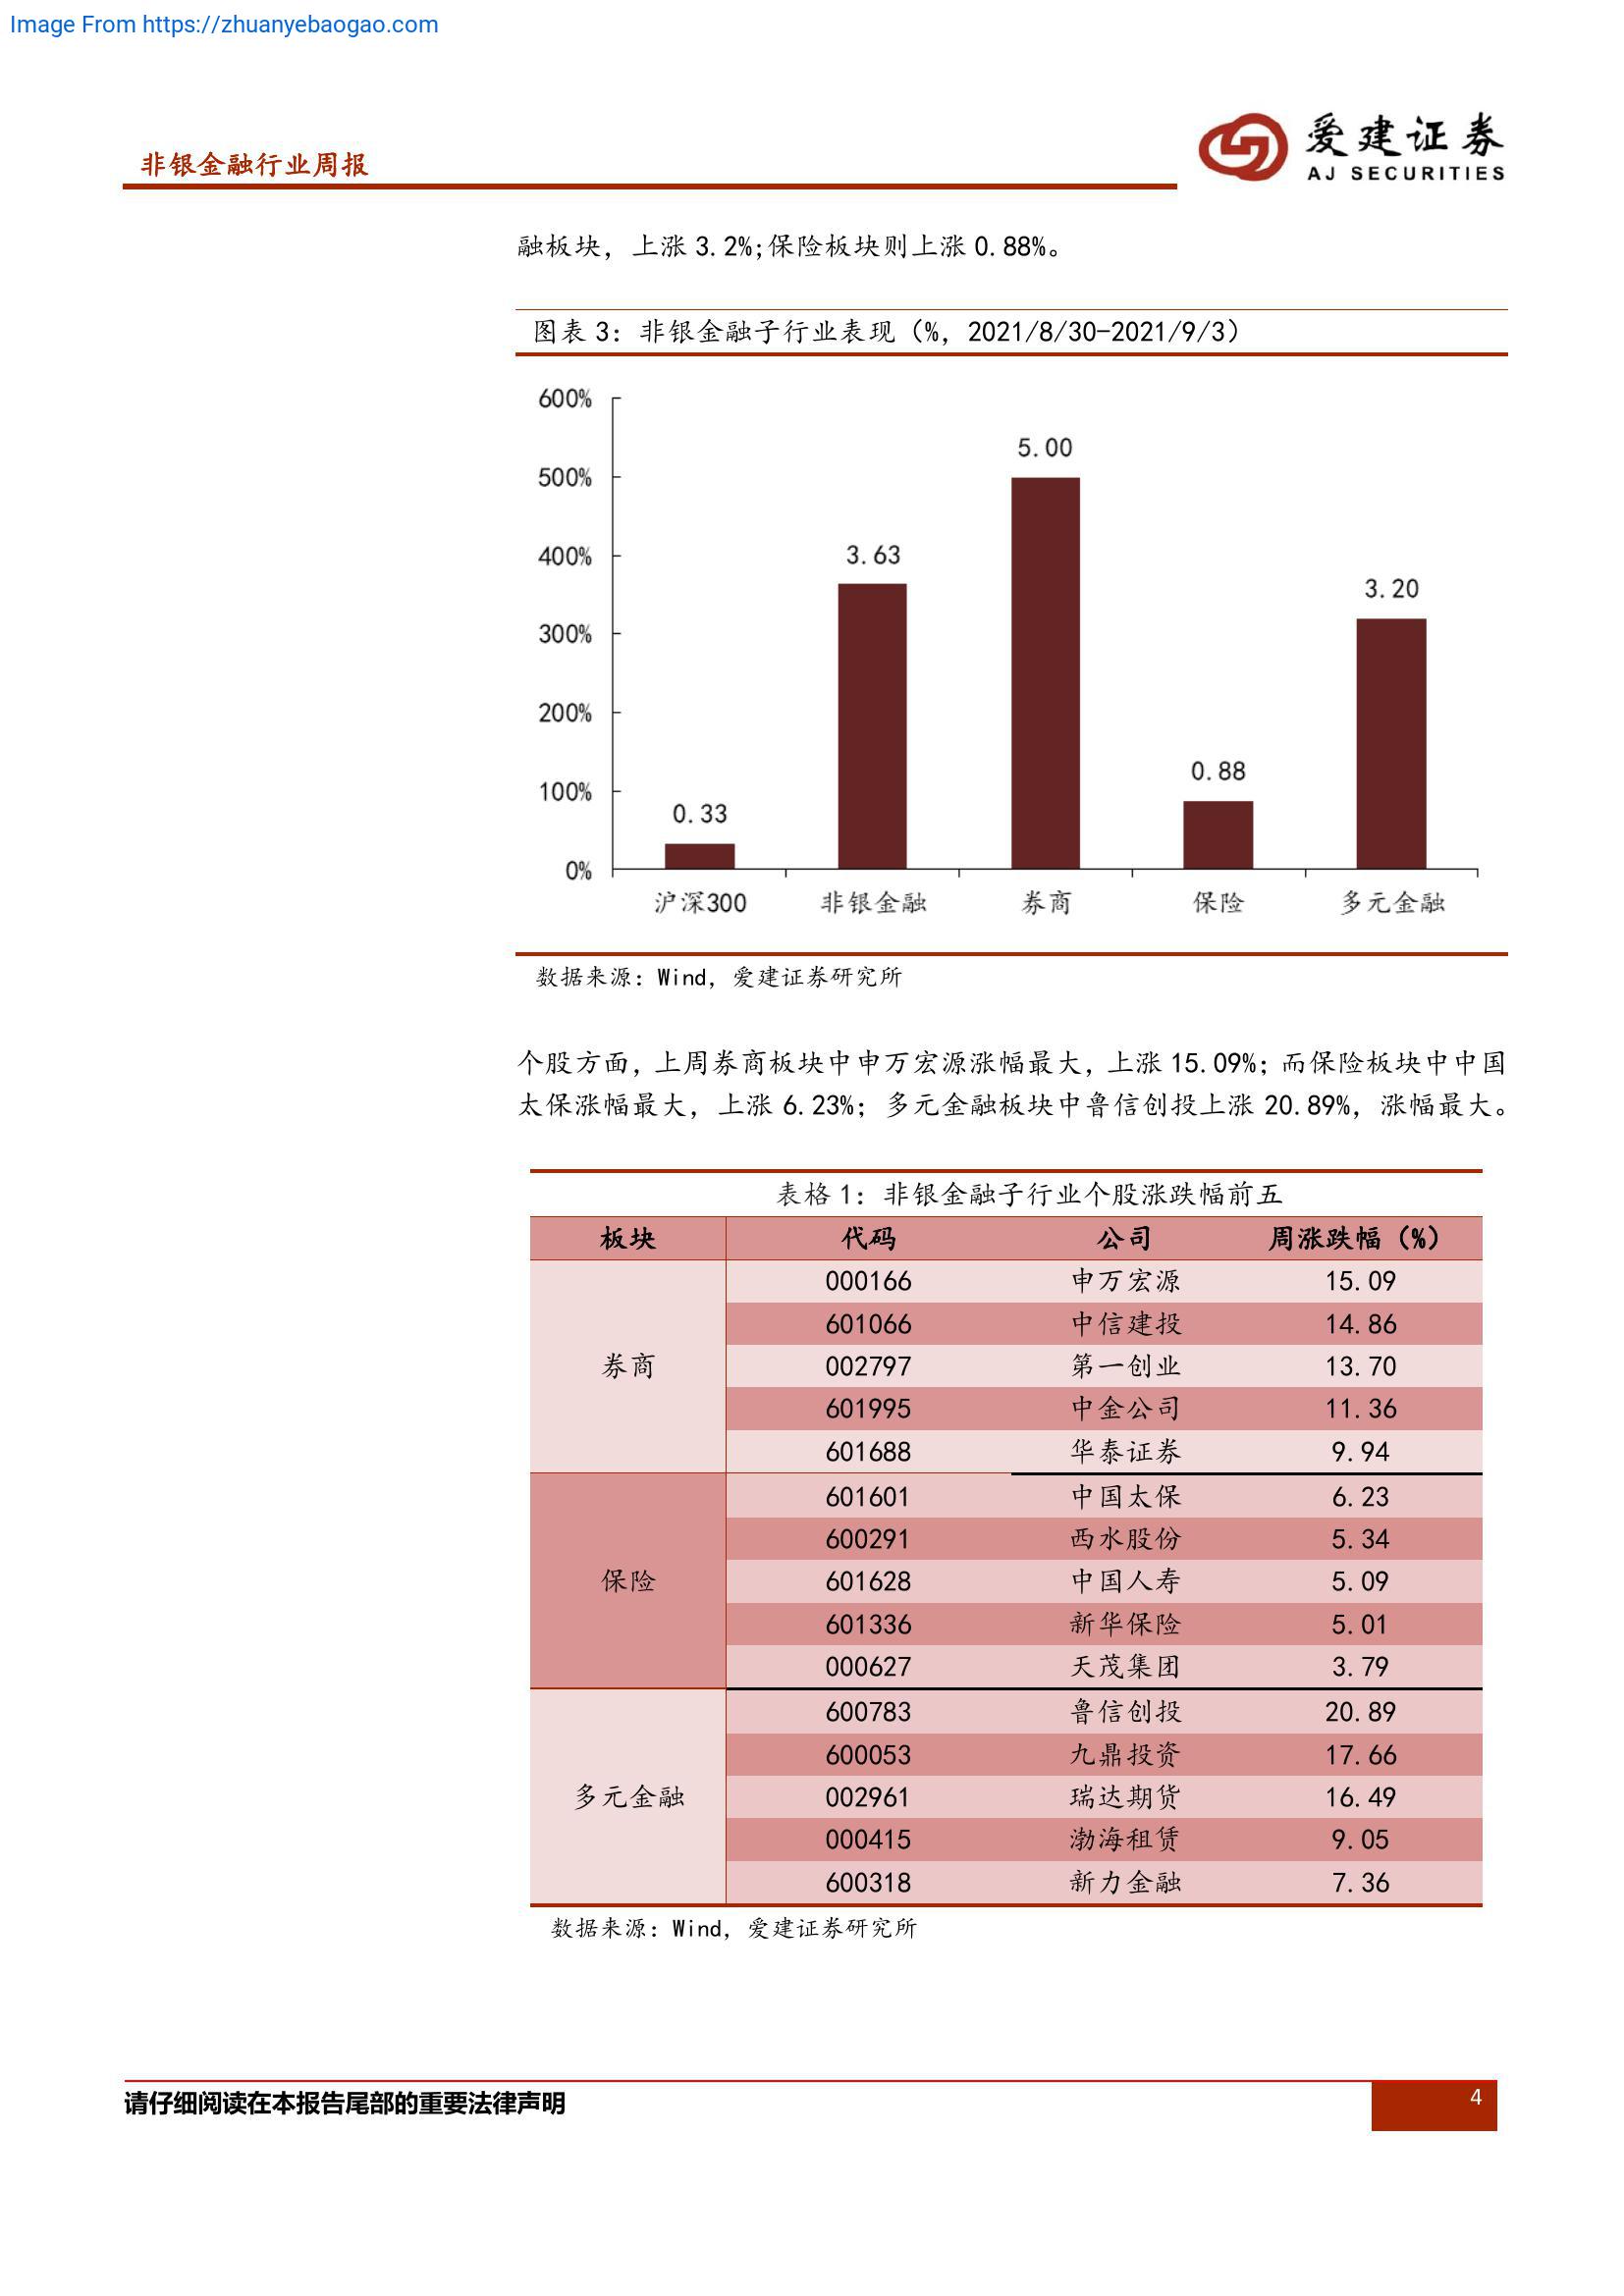 Image From https://zhuanyebaogao.com
非银金融行业周报
爱建证券
AJ SECURITIES
融板块，上涨 3.2%;保险板块则上涨 0.88%。
图表 3：非银金融子行业表现（%，2021/8/30-2021/9/3）
600%
500%
400%
300%
200%
100%
0%
0.33
3.63
5.00
0.88
3.20
沪深300 非银金融 券商 保险 多元金融
数据来源：Wind，爱建证券研究所
个股方面，上周券商板块中申万宏源涨幅最大，上涨 15.09%；而保险板块中中国
太保涨幅最大，上涨 6.23%；多元金融板块中鲁信创投上涨 20.89%，涨幅最大。
表格 1：非银金融子行业个股涨跌幅前五
板块 代码 公司 周涨跌幅（%）
券商
000166 申万宏源 15.09
601066 中信建投 14.86
002797 第一创业 13.70
601995 中金公司 11.36
601688 华泰证券 9.94
保险
601601 中国太保 6.23
600291 西水股份 5.34
601628 中国人寿 5.09
601336 新华保险 5.01
000627 天茂集团 3.79
多元金融
600783 鲁信创投 20.89
600053 九鼎投资 17.66
002961 瑞达期货 16.49
000415 渤海租赁 9.05
600318 新力金融 7.36
数据来源：Wind，爱建证券研究所
请仔细阅读在本报告尾部的重要法律声明
4